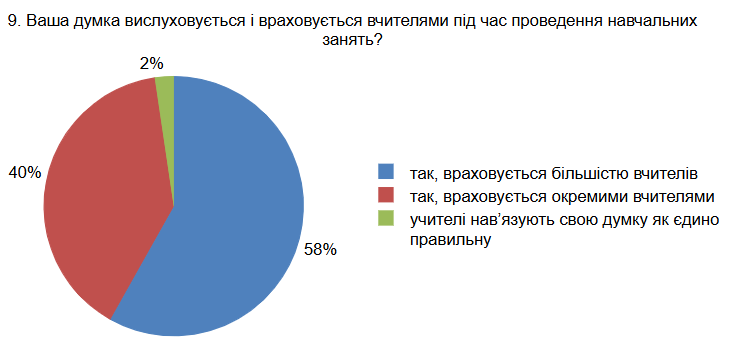 9. Ваша думка вислуховується і враховується вчителями під час проведення навчальних
занять?
2%
40%
58%
так, враховується більшістю вчителів
так, враховується окремими вчителями
учителі нав’язують свою думку як єдино
правильну